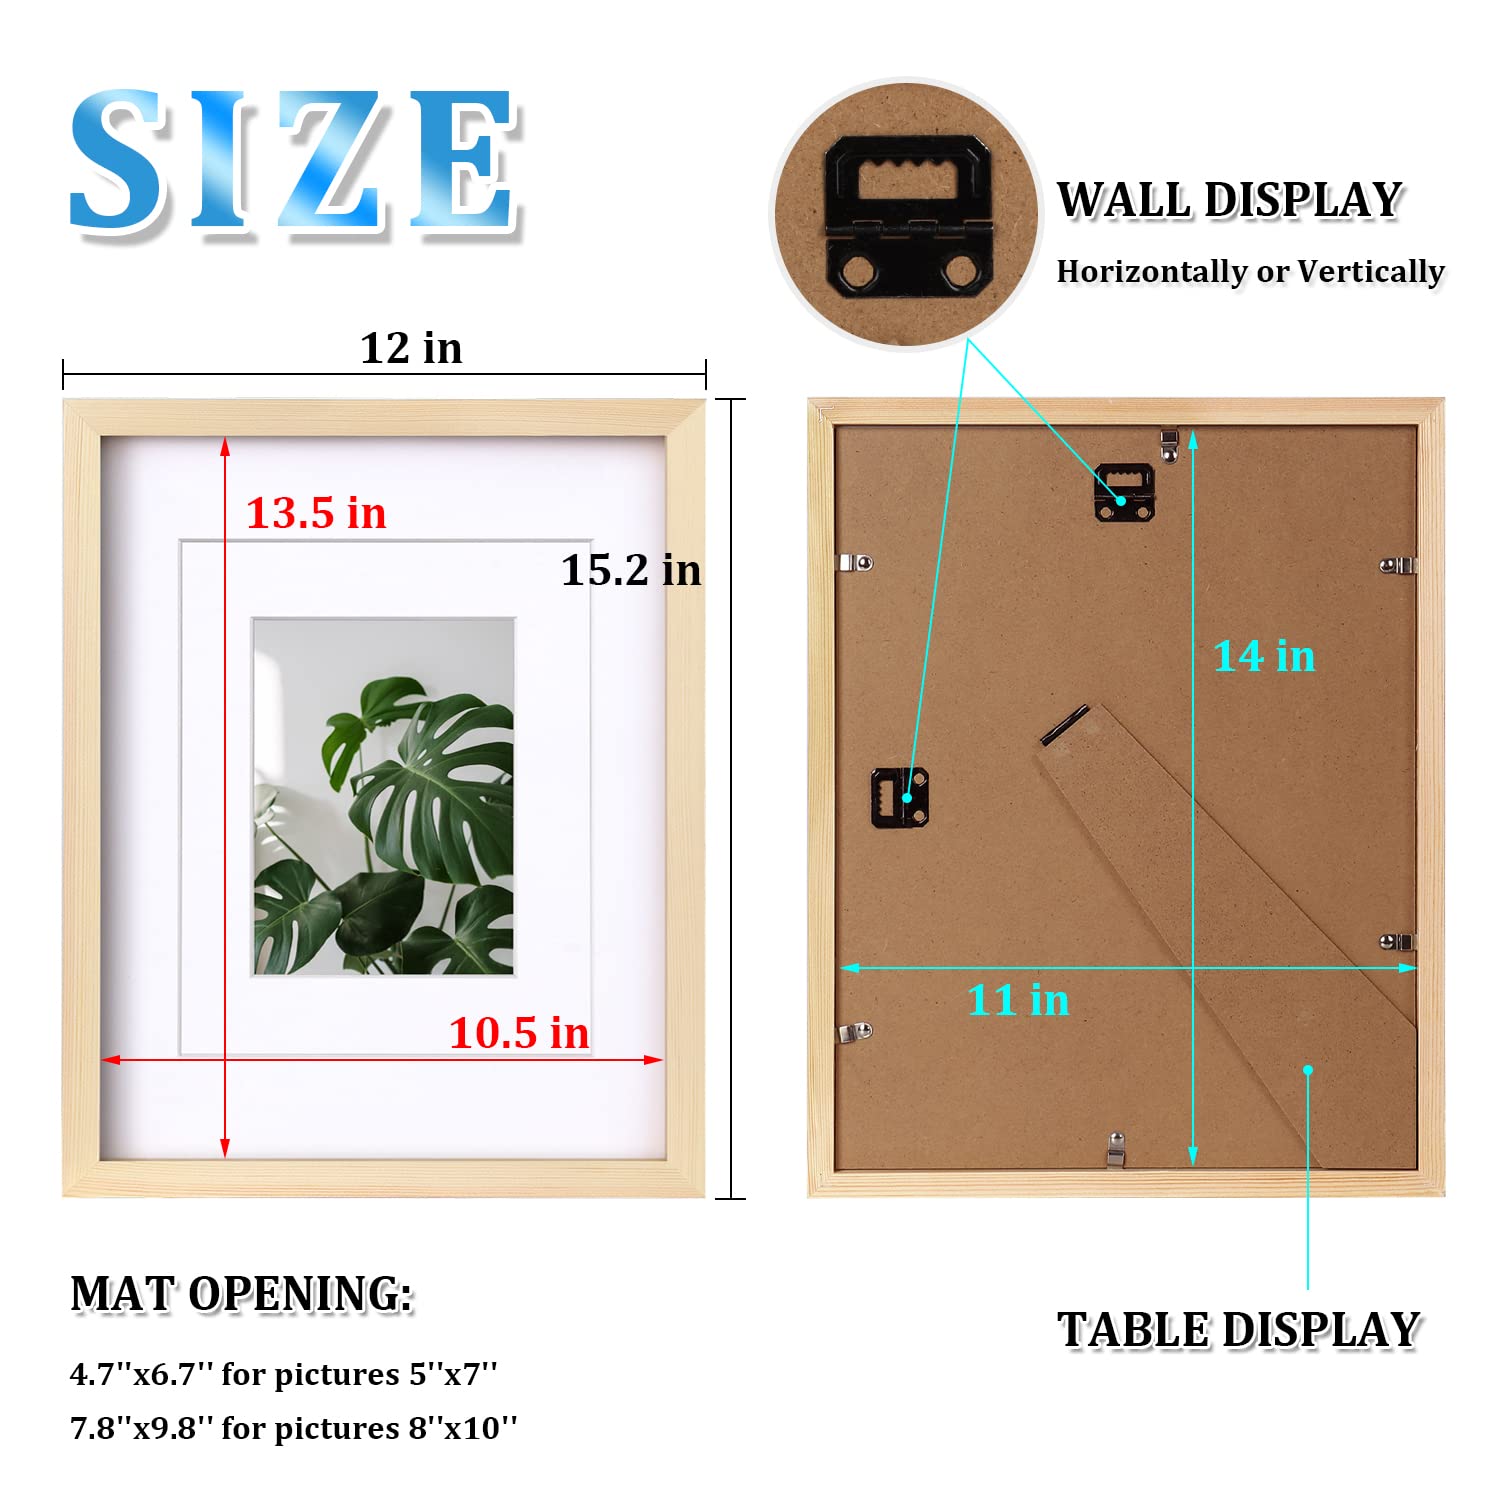 SIZE
WALL DISPLAY
Horizontally or Vertically
12 in
13.5 in
15.2 in
10.5 in
14 in
11 in
MAT OPENING:
4.7"x6.7" for pictures 5"x7"
7.8"x9.8" for pictures 8"x10"
TABLE DISPLAY